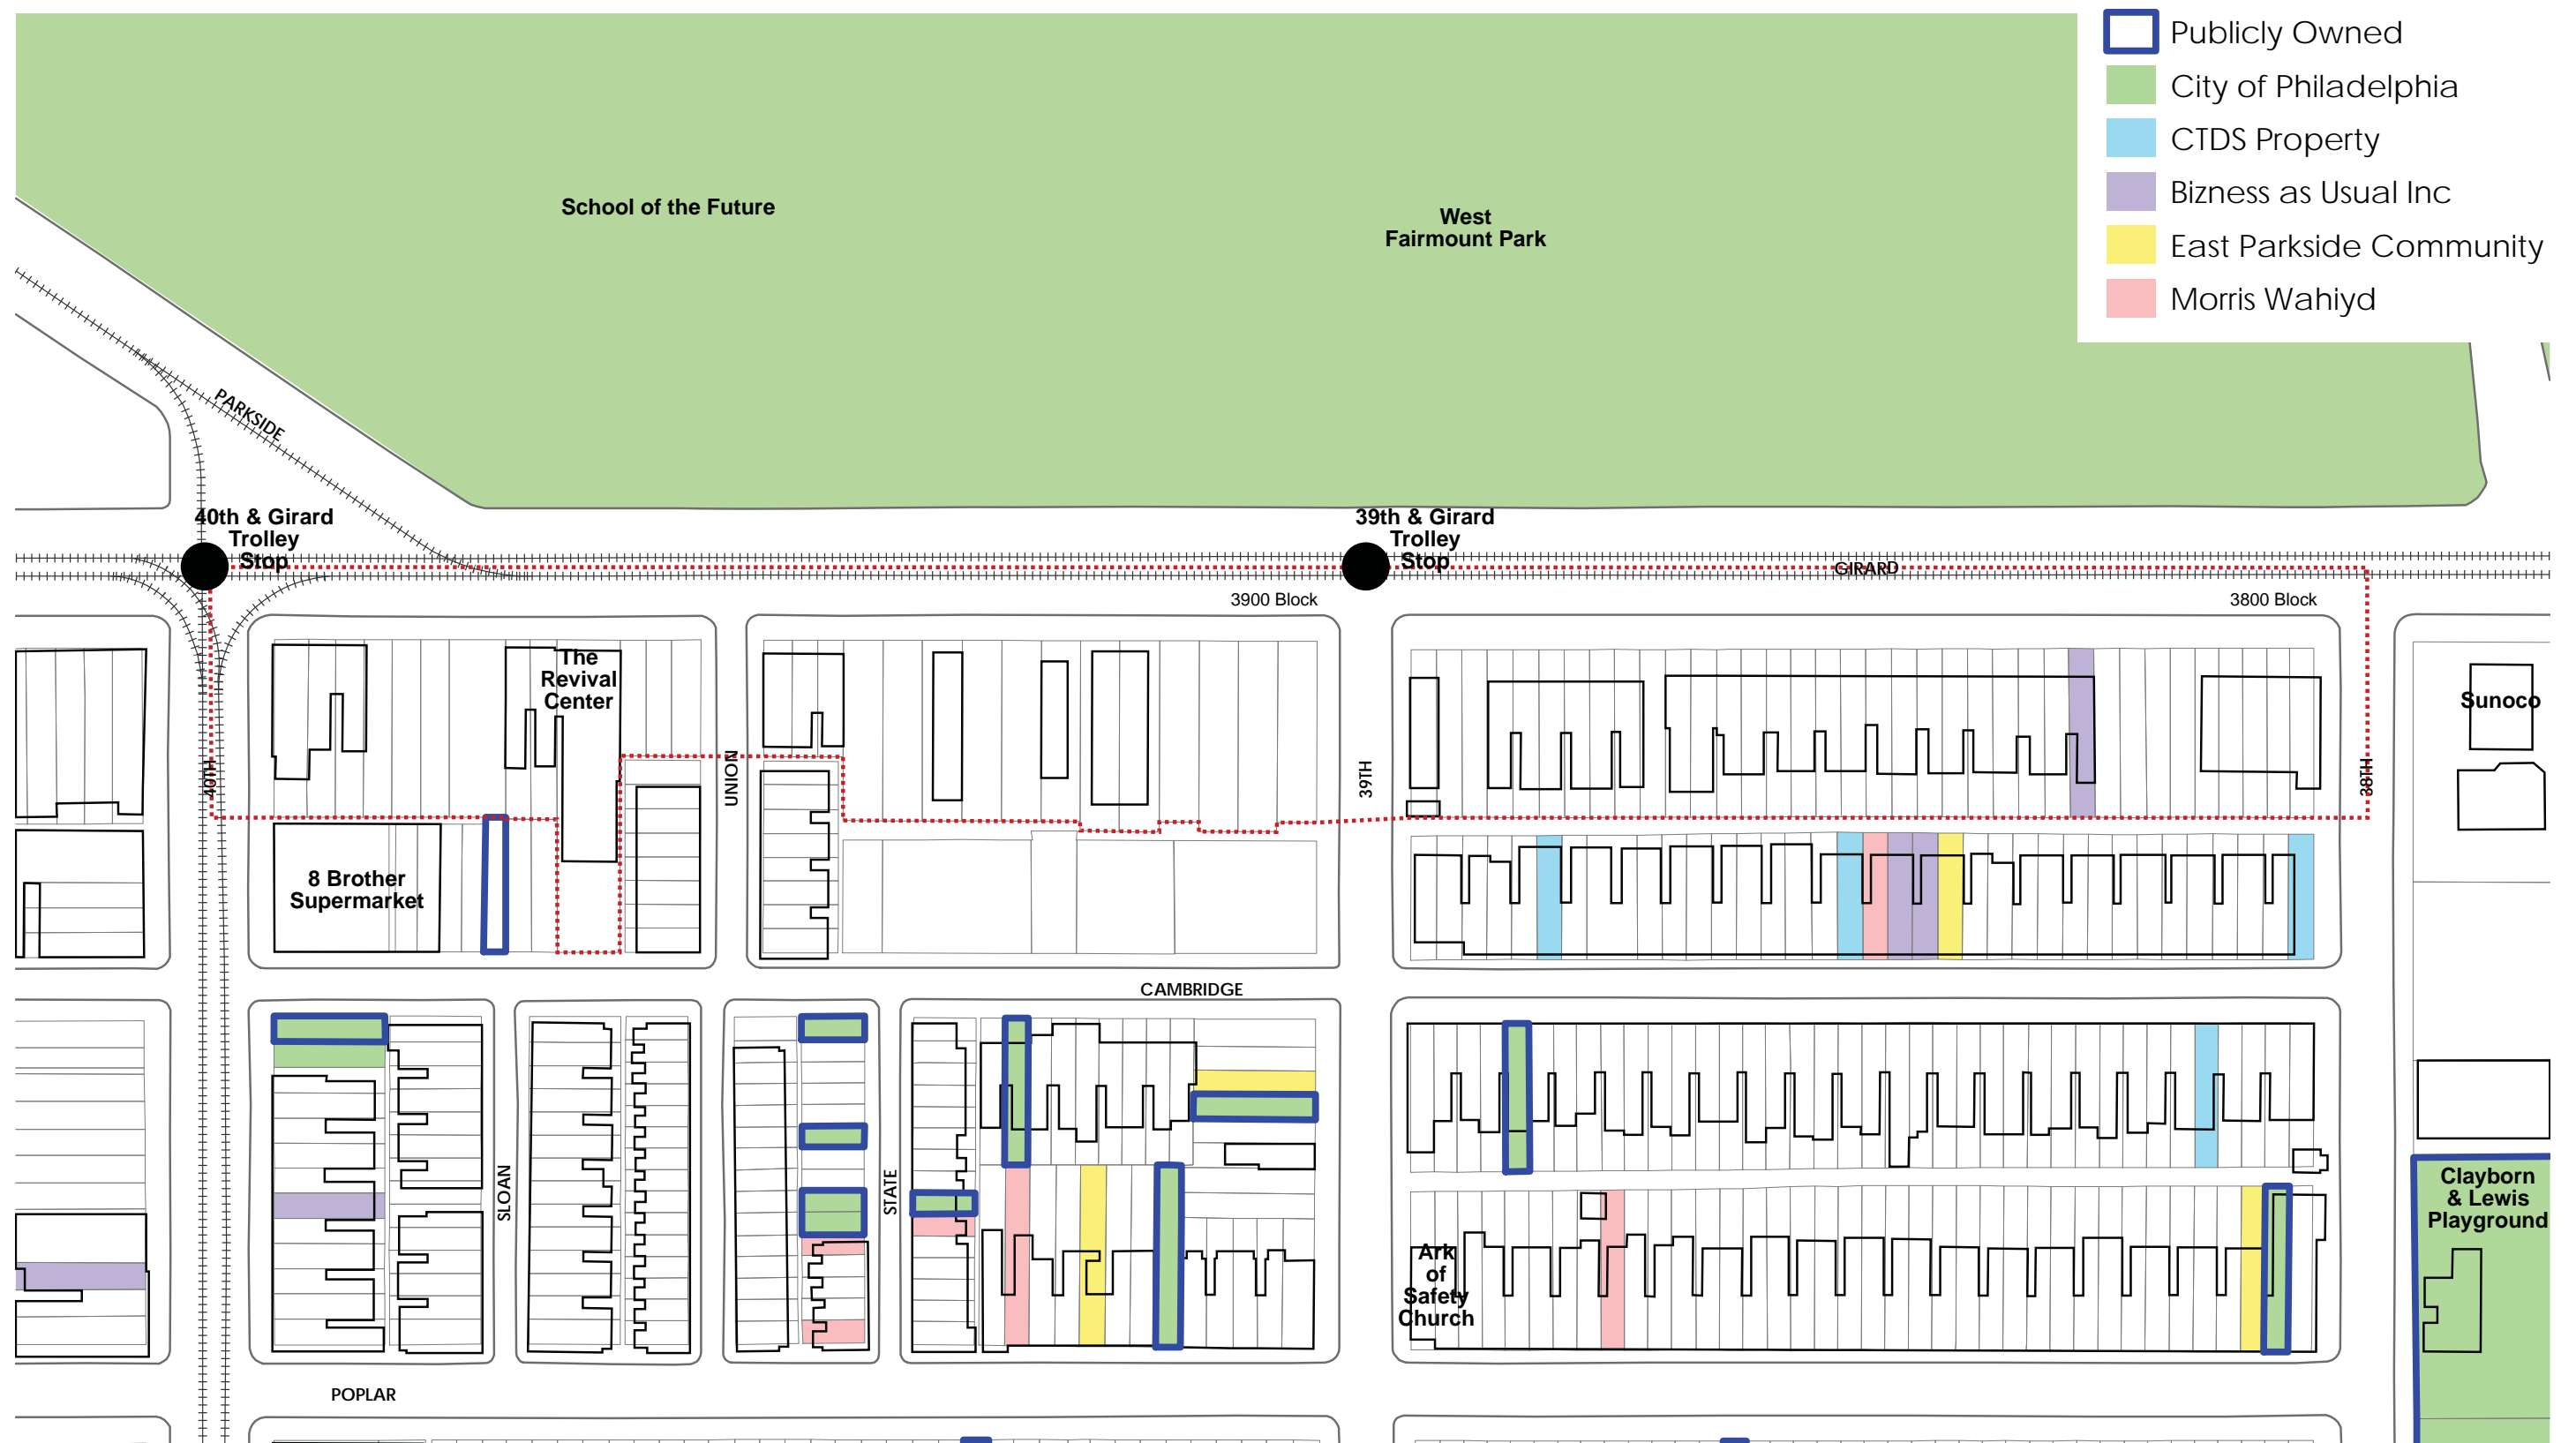 Publicly Owned
City of Philadelphia
CTDS Property
Bizness as Usual Inc
East Parkside Community
Morris Wahiyd
School of the Future
West
Fairmount Park
PARKSIDE
40th & Girard
Trolley
Stop
39th & Girard
Trolley
Stop
GIRARD
3900 Block
3800 Block
The
Revival
Center
Sunoco
40TH
UNION
39TH
38TH
8 Brother
Supermarket
CAMBRIDGE
SLOAN
STATE
Clayborn
& Lewis
Playground
Ark
of
Safety
Church
POPLAR